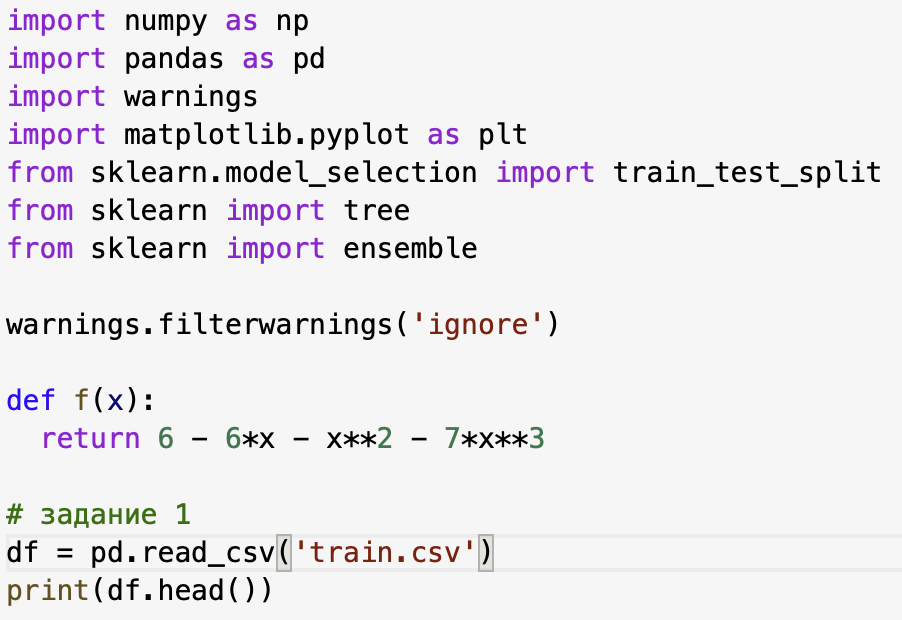 import numpy as np
import pandas as pd
import warnings
import matplotlib.pyplot as plt
from sklearn.model_selection import train_test_split
from sklearn import tree
from sklearn import ensemble
warnings.filterwarnings('ignore')
def f(x):
  return 6 - 6*x - x**2 - 7*x**3
# задание 1
df = pd.read_csv('train.csv')
print(df.head())